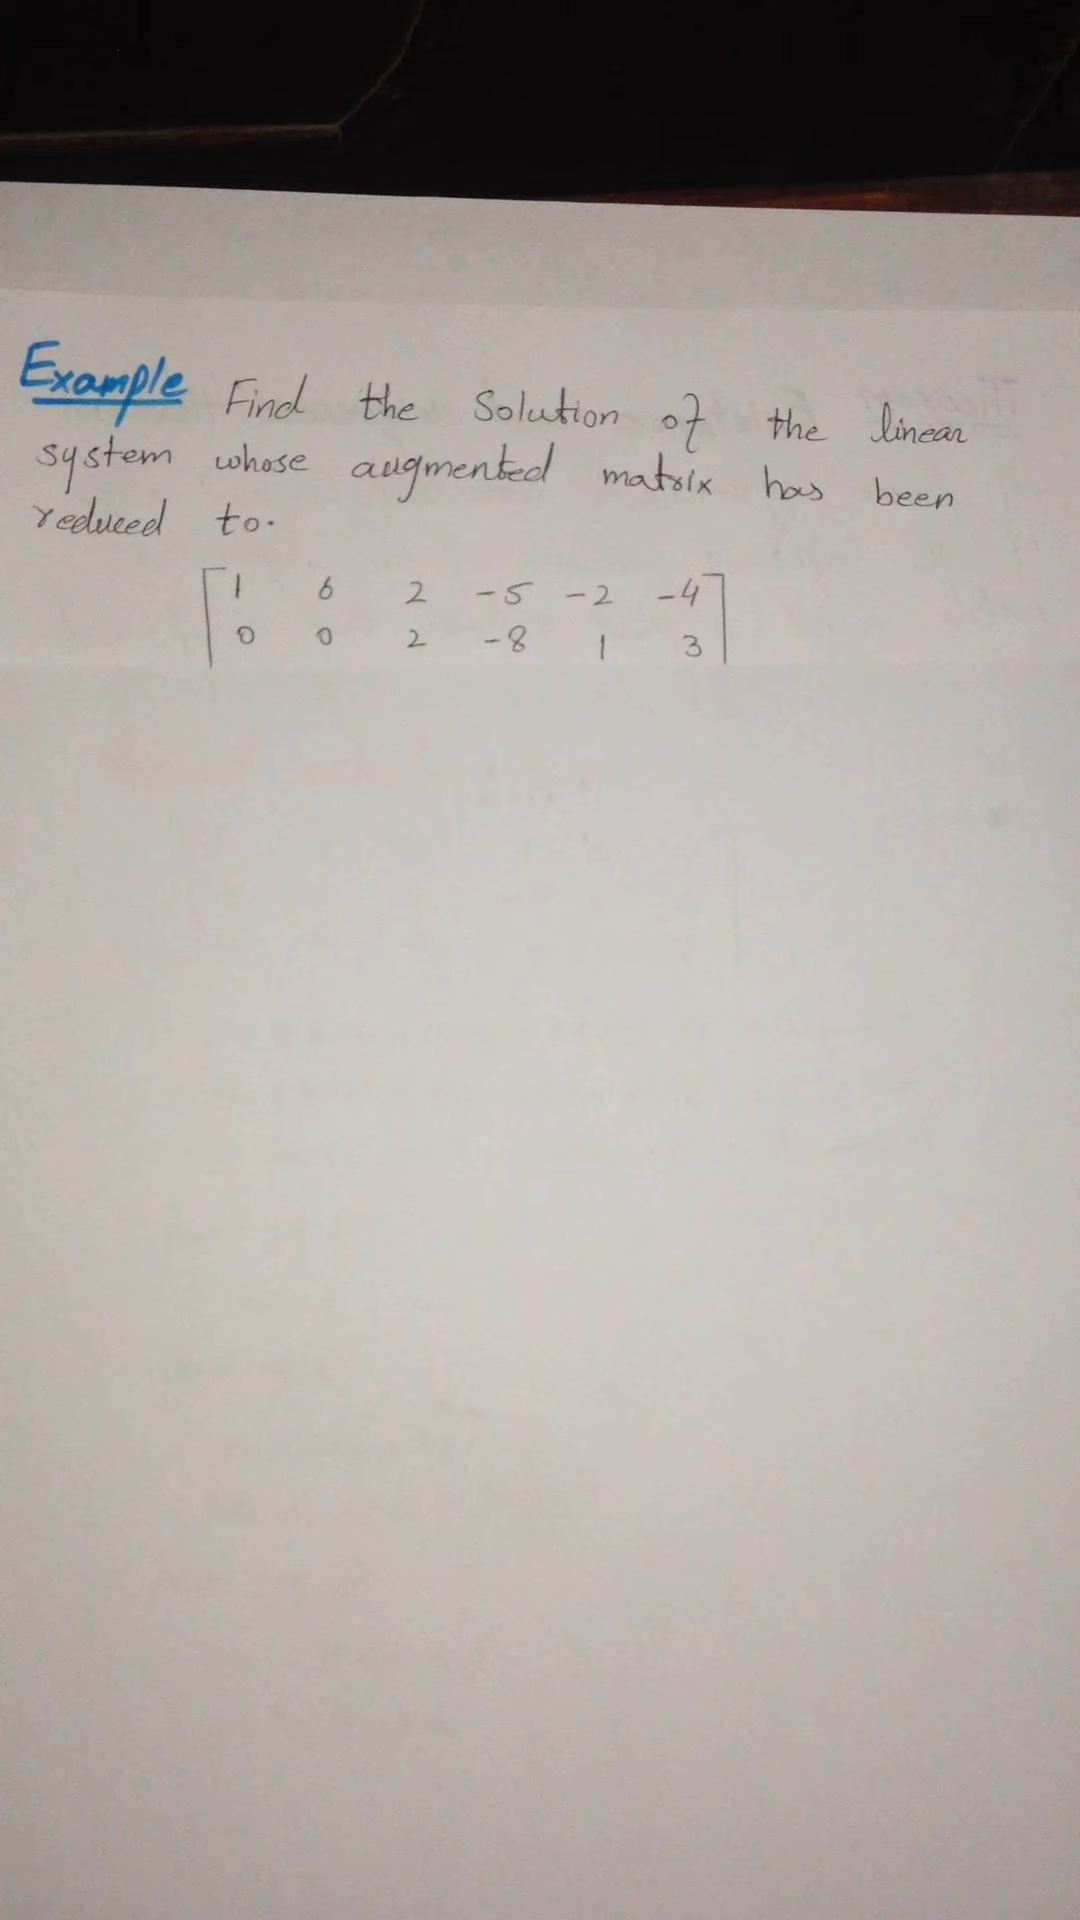 Example Find the Solution of the linear
system whose augmented matrix has been
reduced to.
1 6 2 -5 -2 -4
0 0 2 -8 1 3